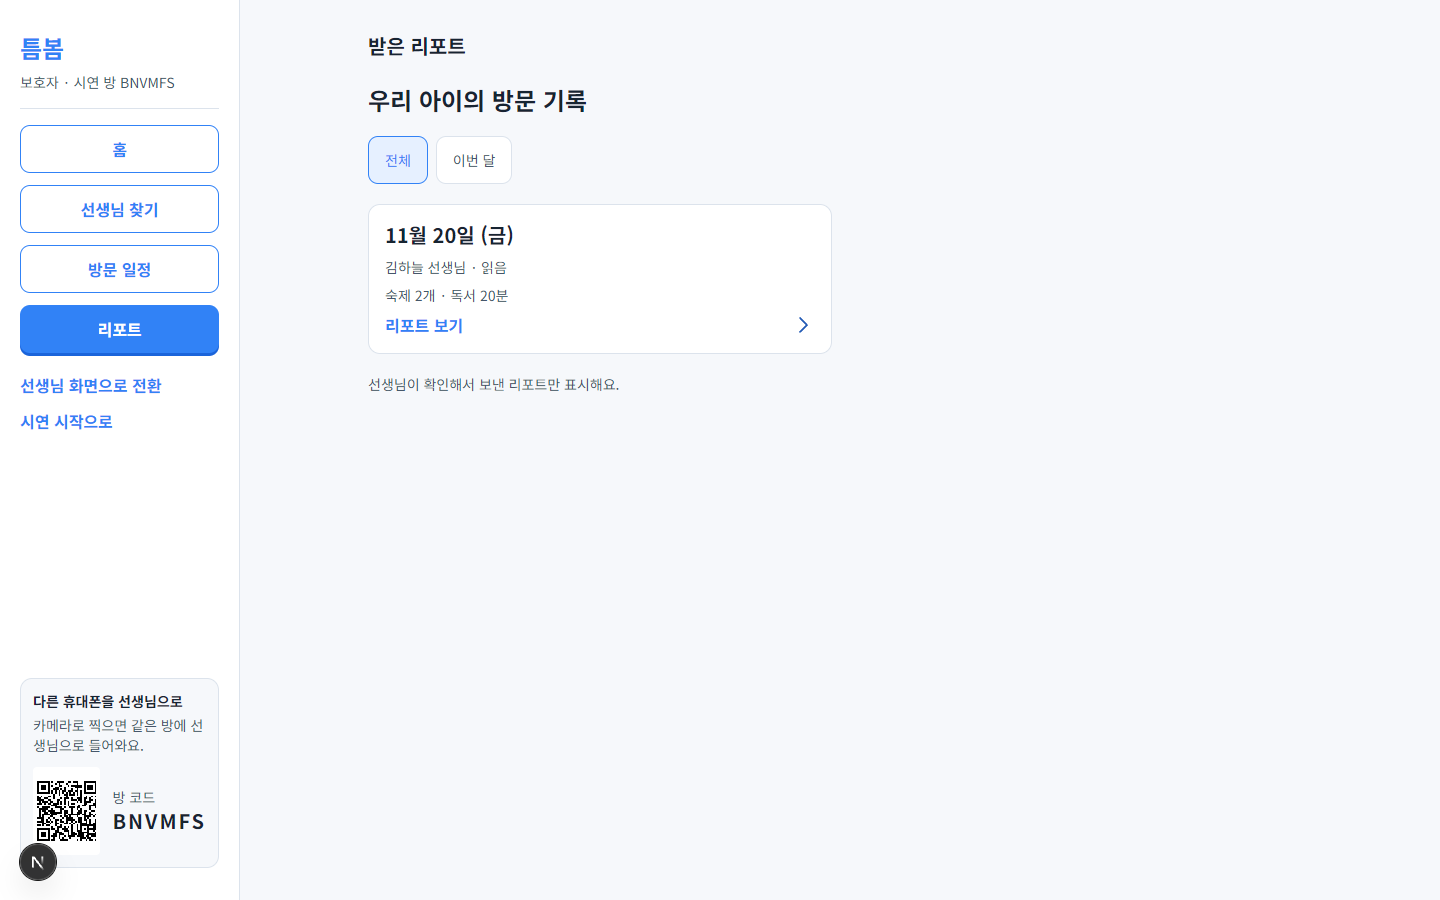 틈봄
보호자 · 시연 방 BNVMFS
홈
선생님 찾기
방문 일정
리포트
선생님 화면으로 전환
시연 시작으로
다른 휴대폰을 선생님으로
카메라로 찍으면 같은 방에 선
생님으로 들어와요.
방 코드
BNVMFS
N
받은 리포트
우리 아이의 방문 기록
전체
이번 달
11월 20일 (금)
김하늘 선생님 · 읽음
숙제 2개 · 독서 20분
리포트 보기
선생님이 확인해서 보낸 리포트만 표시해요.